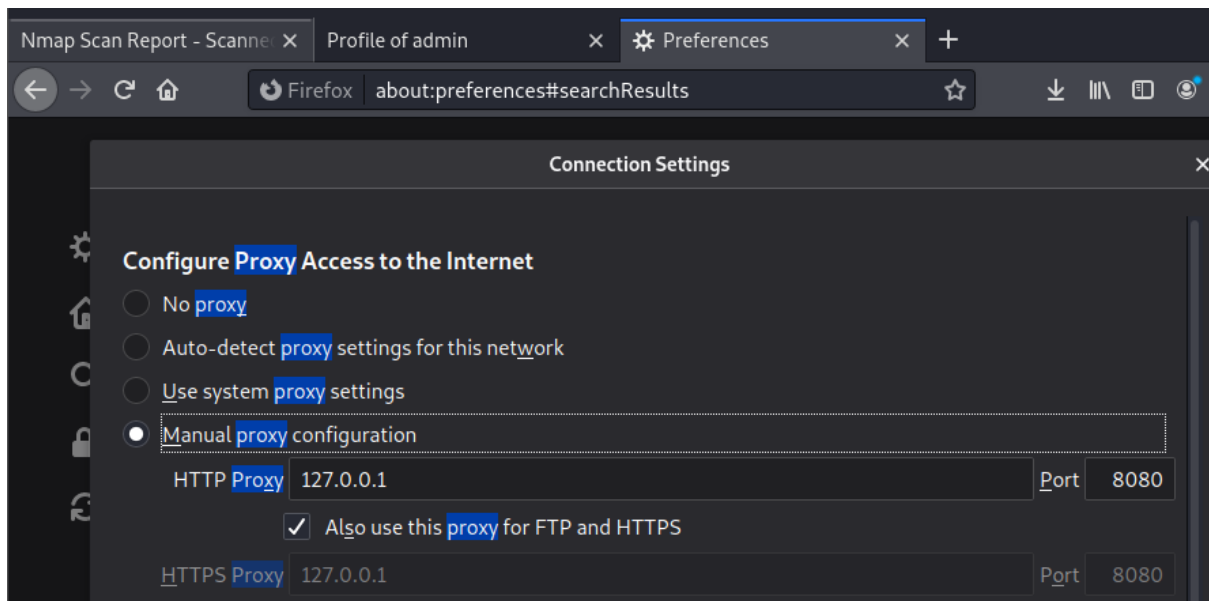 Nmap Scan Report - Scanne Profile of admin Preferences
Firefox about:preferences#searchResults
Connection Settings
Configure Proxy Access to the Internet
No proxy
Auto-detect proxy settings for this network
Use system proxy settings
Manual proxy configuration
HTTP Proxy 127.0.0.1 Port 8080
Also use this proxy for FTP and HTTPS
HTTPS Proxy 127.0.0.1 Port 8080